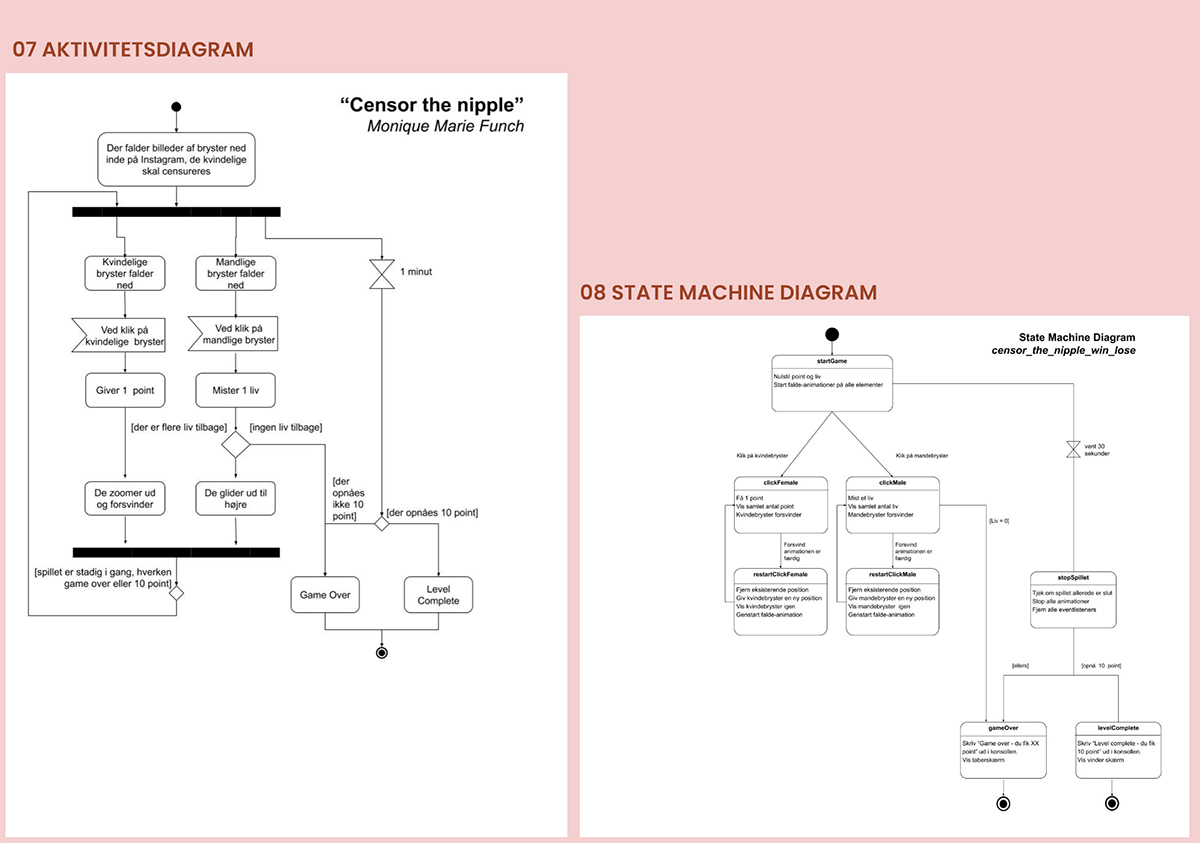 07 AKTIVITETSDIAGRAM
“Censor the nipple”
Monique Marie Funch
Der falder billeder af bryster ned
inde på Instagram, de kvindelige
skal censureres
Kvindelige
bryster falder
ned
Mandlige
bryster falder
ned
1 minut
Ved klik på
kvindelige bryster
Ved klik på
mandlige bryster
Giver 1 point
Mister 1 liv
[der er flere liv tilbage]
[ingen liv tilbage]
De zoomer ud
og forsvinder
De glider ud til
højre
[der
opnåes
ikke 10
point]
[der opnåes 10 point]
[spillet er stadig i gang, hverken
game over eller 10 point]
Game Over
Level
Complete
08 STATE MACHINE DIAGRAM
State Machine Diagram
censor_the_nipple_win_lose
startGame
Nulstil point og liv
Start falde-animationer på alle elementer
Klik på kvindebryster
Klik på mandebryster
vent 30
sekunder
clickFemale
Få 1 point
Vis samlet antal point
Kvindebryster forsvinder
clickMale
Mist et liv
Vis samlet antal liv
Mandebryster forsvinder
[Liv = 0]
Forsvind
animationen er
færdig
Forsvind
animationen er
færdig
restartClickFemale
Fjern eksisterende position
Giv kvindebryster en ny position
Vis kvindebryster igen
Genstart falde-animation
restartClickMale
Fjern eksisterende position
Giv mandebryster en ny position
Vis mandebryster igen
Genstart falde-animation
stopSpillet
Tjek om spillet allerede er slut
Stop alle animationer
Fjern alle eventlisteners
[ellers]
[opnå 10 point]
gameOver
Skriv "Game over - du fik XX
point" ud i konsollen.
Vis taberskærm
levelComplete
Skriv "Level complete - du fik
10 point" ud i konsollen.
Vis vinder skærm